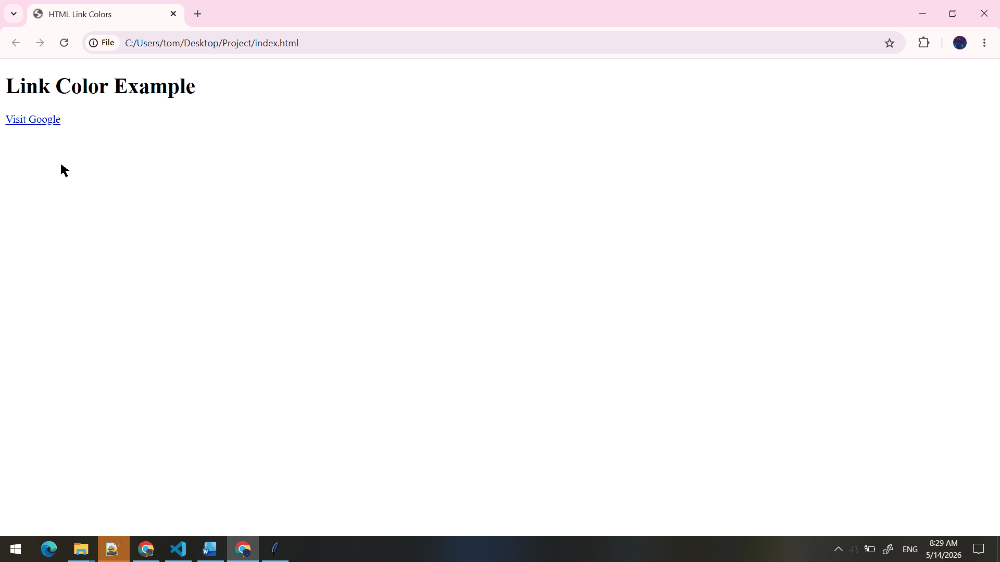 HTML Link Colors
File C:/Users/tom/Desktop/Project/index.html
Link Color Example
Visit Google
43 ENG 8:29 AM
5/14/2026